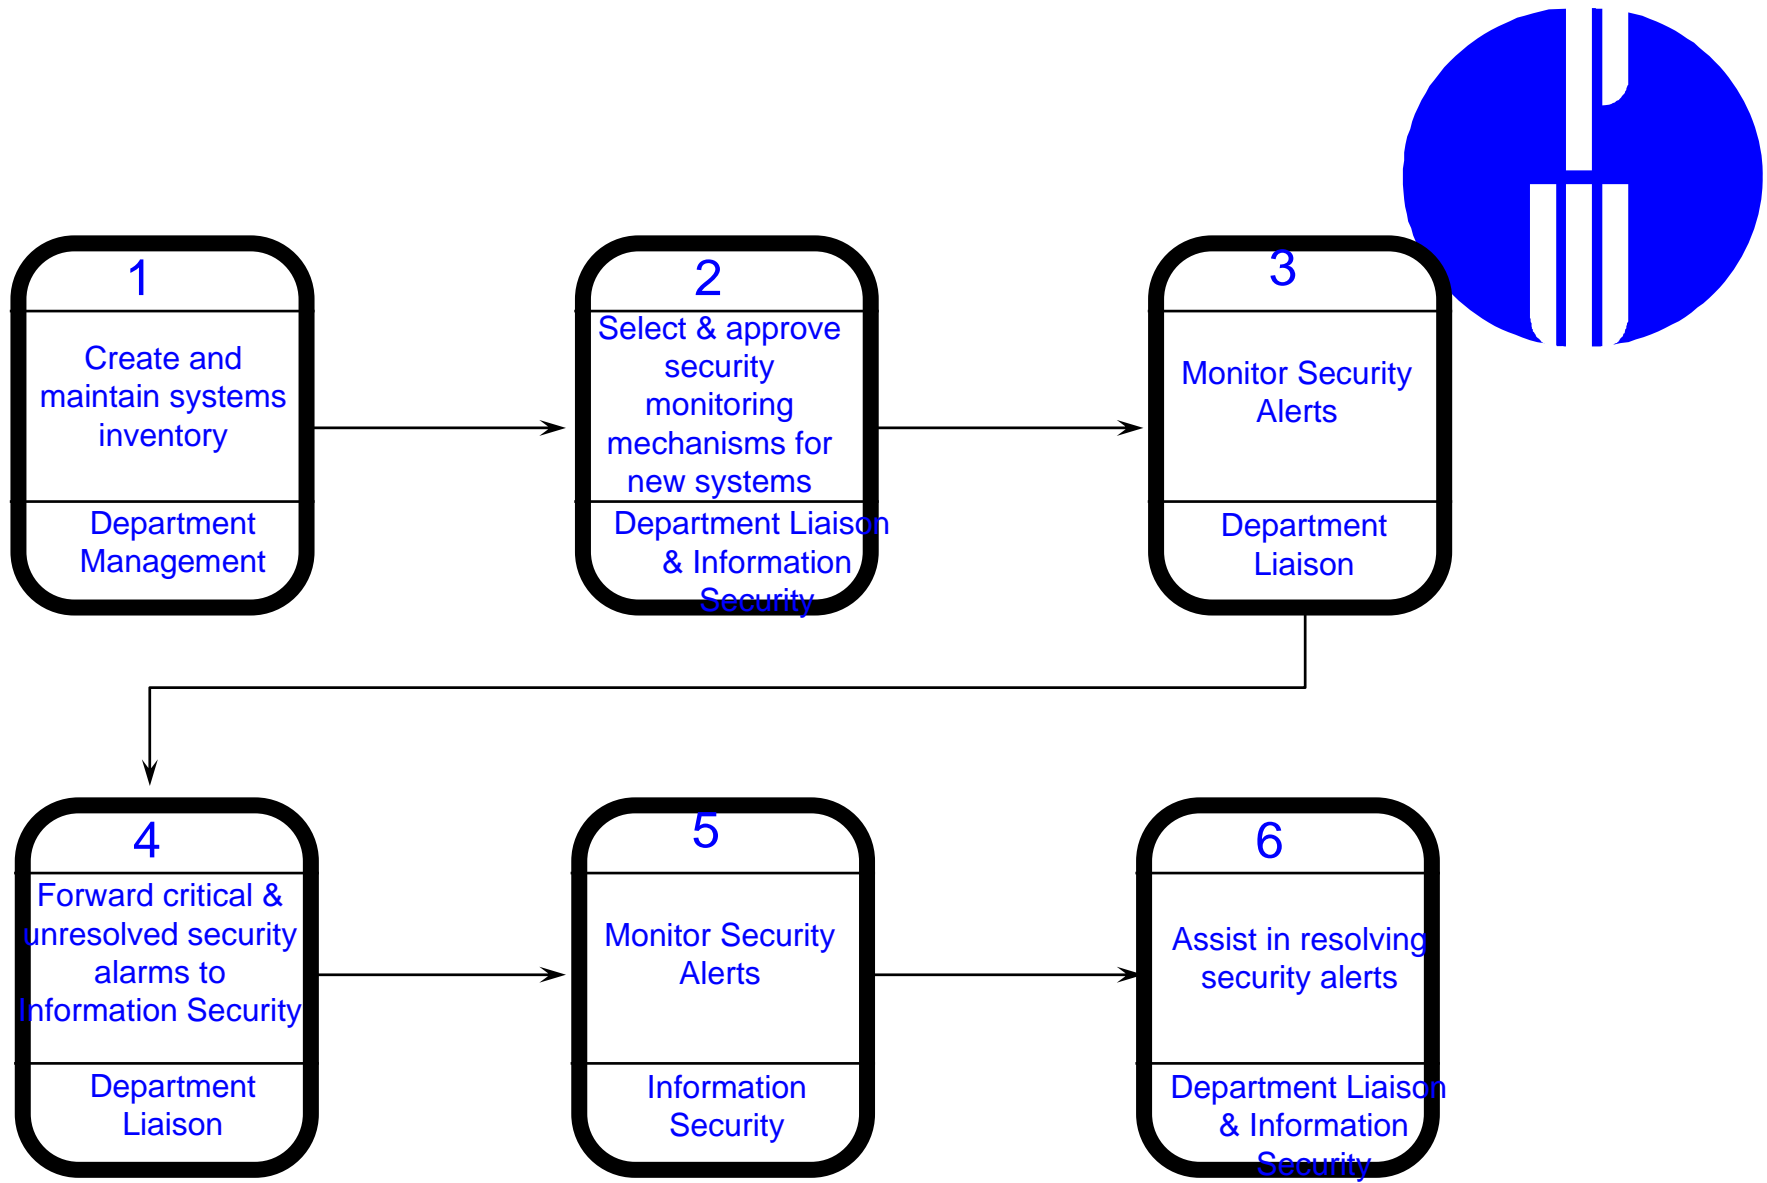 1
Create and
maintain systems
inventory
Department
Management
2
Select & approve
security
monitoring
mechanisms for
new systems
Department Liaison
& Information
Security
3
Monitor Security
Alerts
Department
Liaison
4
Forward critical &
unresolved security
alarms to
Information Security
Department
Liaison
5
Monitor Security
Alerts
Information
Security
6
Assist in resolving
security alerts
Department Liaison
& Information
Security